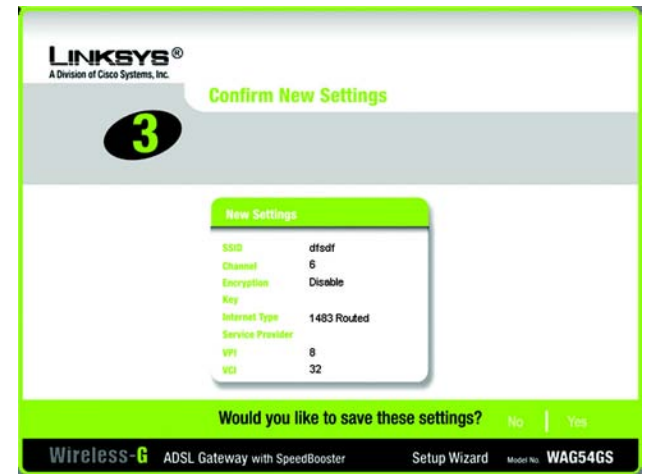 LINKSYS®
A Division of Cisco Systems, Inc.
Confirm New Settings
3
New Settings
SSID dfsdf
Channel 6
Encryption Disable
Key
Internet Type 1483 Routed
Service Provider
VPI 8
VCI 32
Would you like to save these settings? No | Yes
Wireless-G ADSL Gateway with SpeedBooster Setup Wizard Model No. WAG54GS